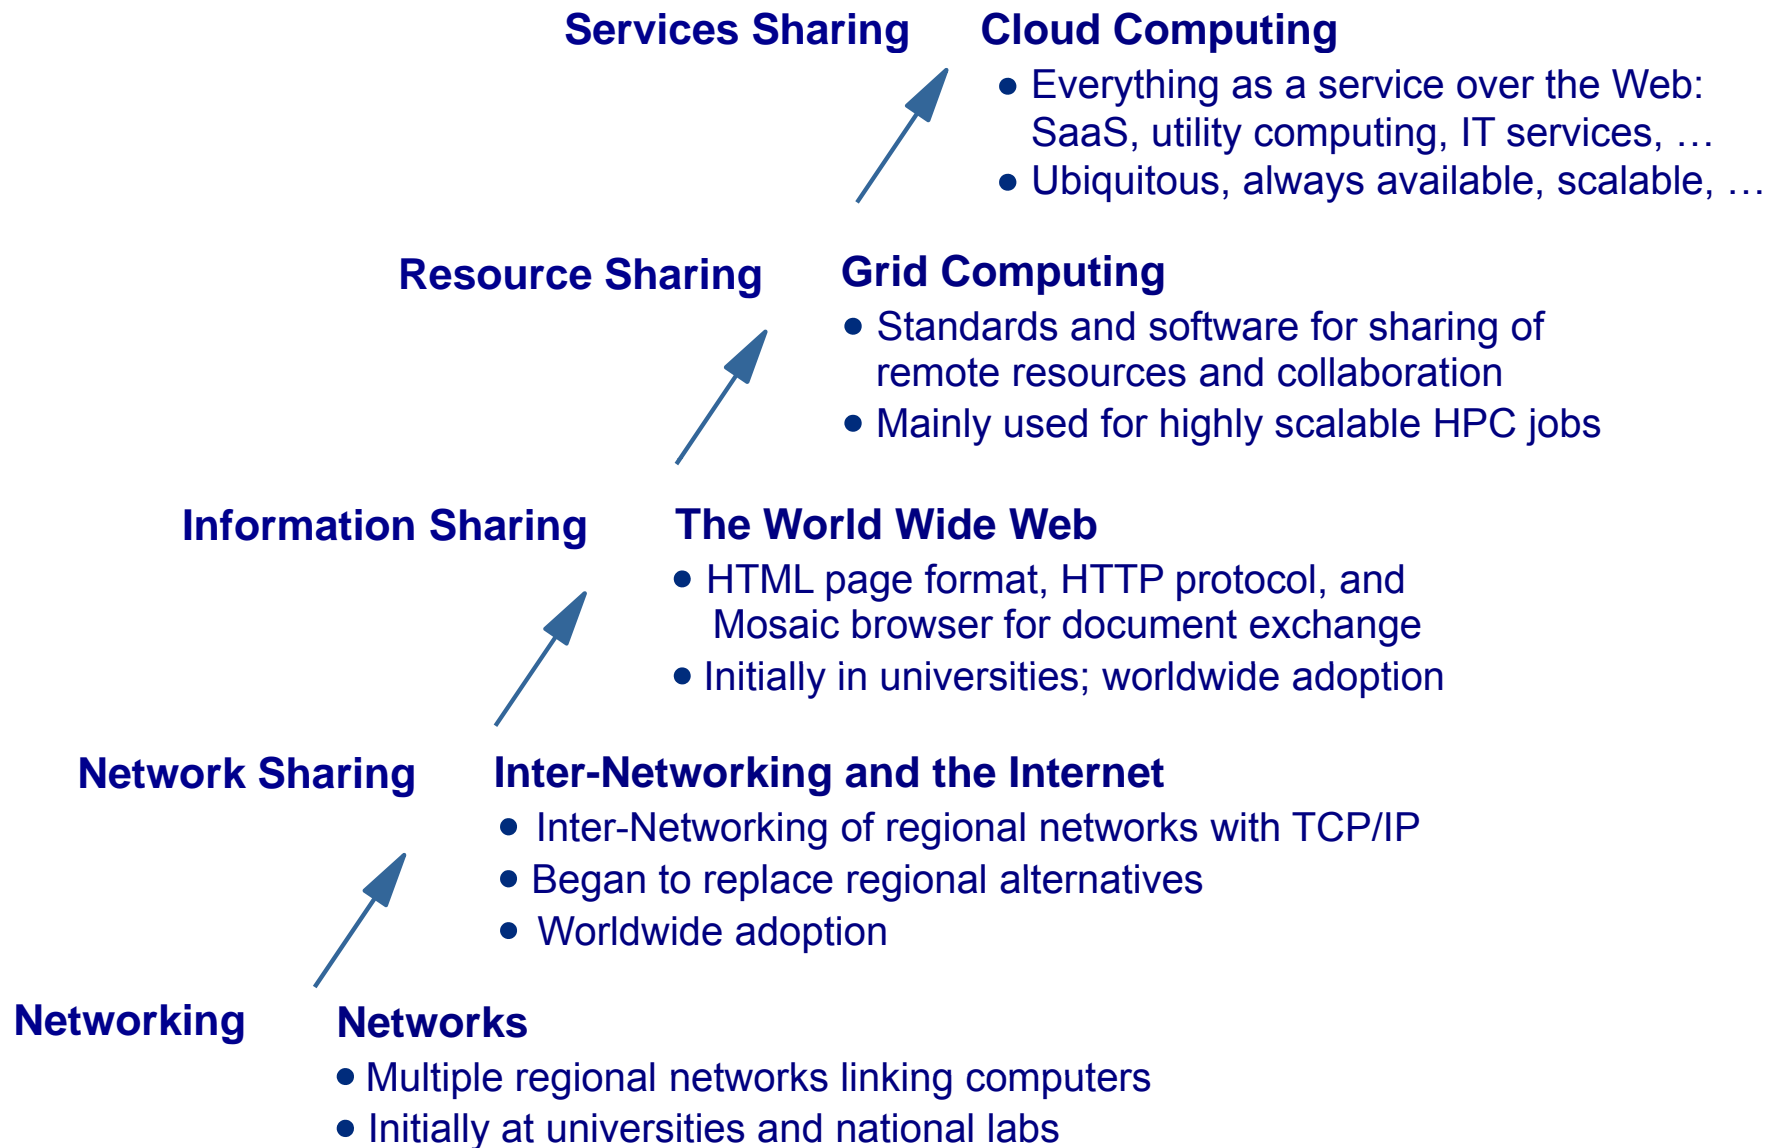 Services Sharing
Cloud Computing
● Everything as a service over the Web:
SaaS, utility computing, IT services, …
● Ubiquitous, always available, scalable, …
Resource Sharing
Grid Computing
● Standards and software for sharing of
remote resources and collaboration
● Mainly used for highly scalable HPC jobs
Information Sharing
The World Wide Web
● HTML page format, HTTP protocol, and
Mosaic browser for document exchange
● Initially in universities; worldwide adoption
Network Sharing
Inter-Networking and the Internet
● Inter-Networking of regional networks with TCP/IP
● Began to replace regional alternatives
● Worldwide adoption
Networking
Networks
● Multiple regional networks linking computers
● Initially at universities and national labs